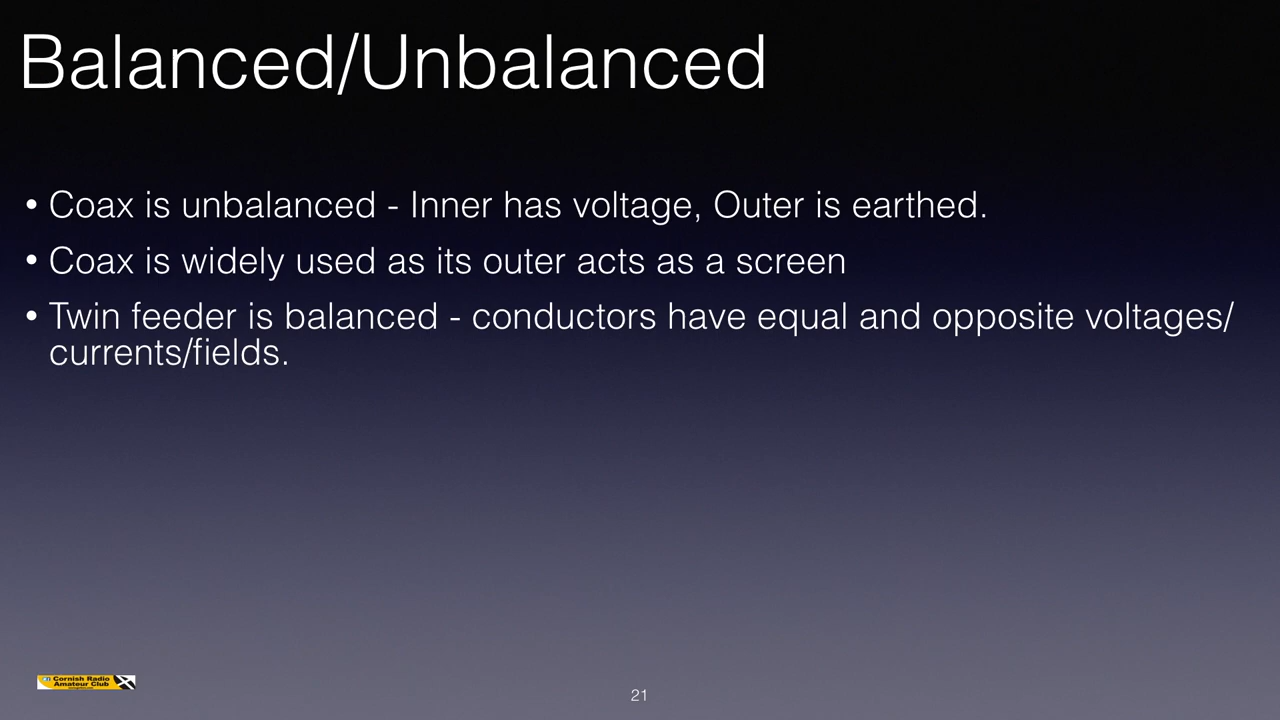 Balanced/Unbalanced
• Coax is unbalanced - Inner has voltage, Outer is earthed.
• Coax is widely used as its outer acts as a screen
• Twin feeder is balanced - conductors have equal and opposite voltages/
currents/fields.
Cornish Radio
Amateur Club
21